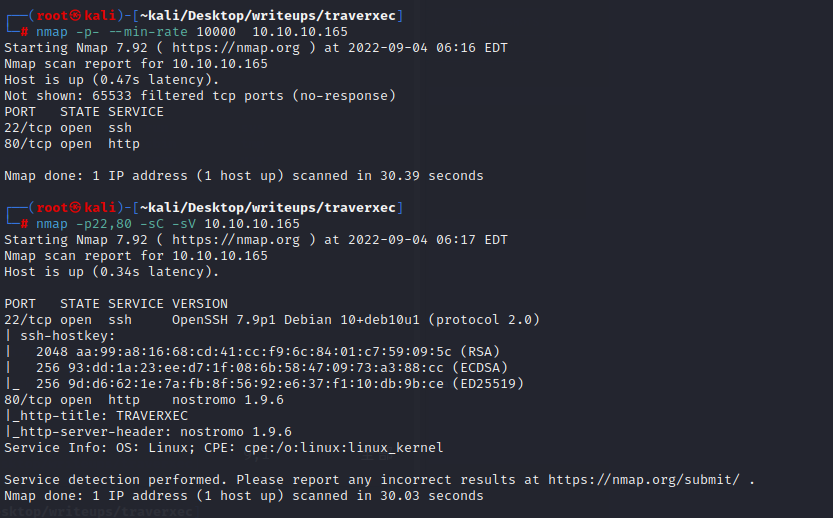 ┌──(root㉿kali)-[~kali/Desktop/writeups/traverxec]
└─# nmap -p- --min-rate 10000  10.10.10.165
Starting Nmap 7.92 ( https://nmap.org ) at 2022-09-04 06:16 EDT
Nmap scan report for 10.10.10.165
Host is up (0.47s latency).
Not shown: 65533 filtered tcp ports (no-response)
PORT   STATE SERVICE
22/tcp open  ssh
80/tcp open  http
Nmap done: 1 IP address (1 host up) scanned in 30.39 seconds
┌──(root㉿kali)-[~kali/Desktop/writeups/traverxec]
└─# nmap -p22,80 -sC -sV 10.10.10.165
Starting Nmap 7.92 ( https://nmap.org ) at 2022-09-04 06:17 EDT
Nmap scan report for 10.10.10.165
Host is up (0.34s latency).
PORT   STATE SERVICE VERSION
22/tcp open  ssh     OpenSSH 7.9p1 Debian 10+deb10u1 (protocol 2.0)
| ssh-hostkey:
|   2048 aa:99:a8:16:68:cd:41:cc:f9:6c:84:01:c7:59:09:5c (RSA)
|   256 93:dd:1a:23:ee:d7:1f:08:6b:58:47:09:73:a3:88:cc (ECDSA)
|_  256 9d:d6:62:1e:7a:fb:8f:56:92:e6:37:f1:10:db:9b:ce (ED25519)
80/tcp open  http    nostromo 1.9.6
|_http-title: TRAVERXEC
|_http-server-header: nostromo 1.9.6
Service Info: OS: Linux; CPE: cpe:/o:linux:linux_kernel
Service detection performed. Please report any incorrect results at https://nmap.org/submit/ .
Nmap done: 1 IP address (1 host up) scanned in 30.03 seconds
sktop/writeups/traverxec